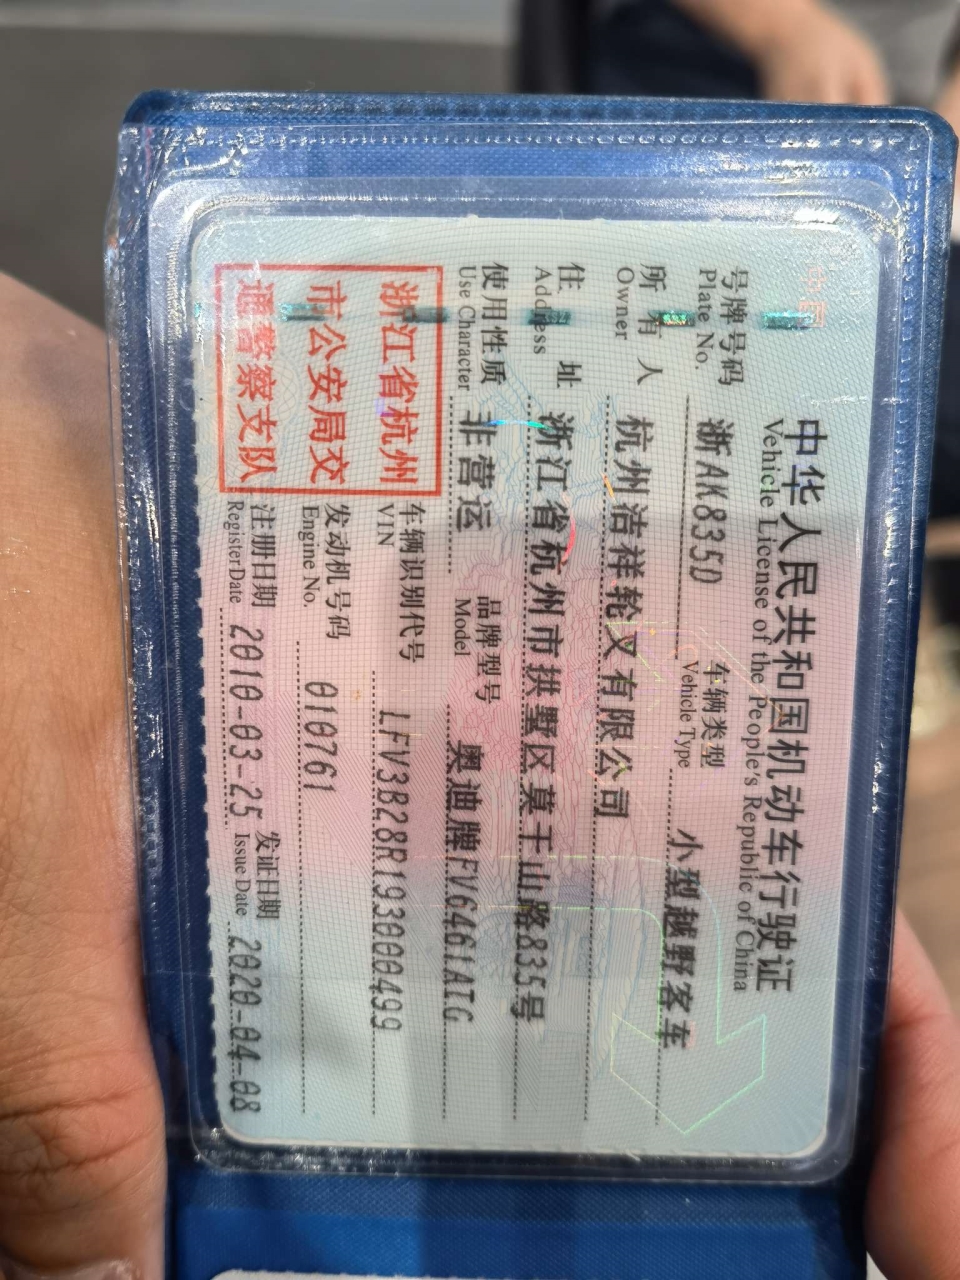 中国
中华人民共和国机动车行驶证
Vehicle License of the People's Republic of China
号牌号码 浙AK835D 车辆类型 小型越野客车
Plate No. Vehicle Type
所有人 杭州洁祥轮叉有限公司
Owner
住址 浙江省杭州市拱墅区莫干山路835号
Address
使用性质 非营运 品牌型号 奥迪牌FV6461ATG
Use Character Model
浙江省杭州
市公安局交
通警察支队
车辆识别代号 LFV3B28R193000499
VIN
发动机号码 010761
Engine No.
注册日期 2010-03-25 发证日期 2020-04-08
Register Date Issue Date